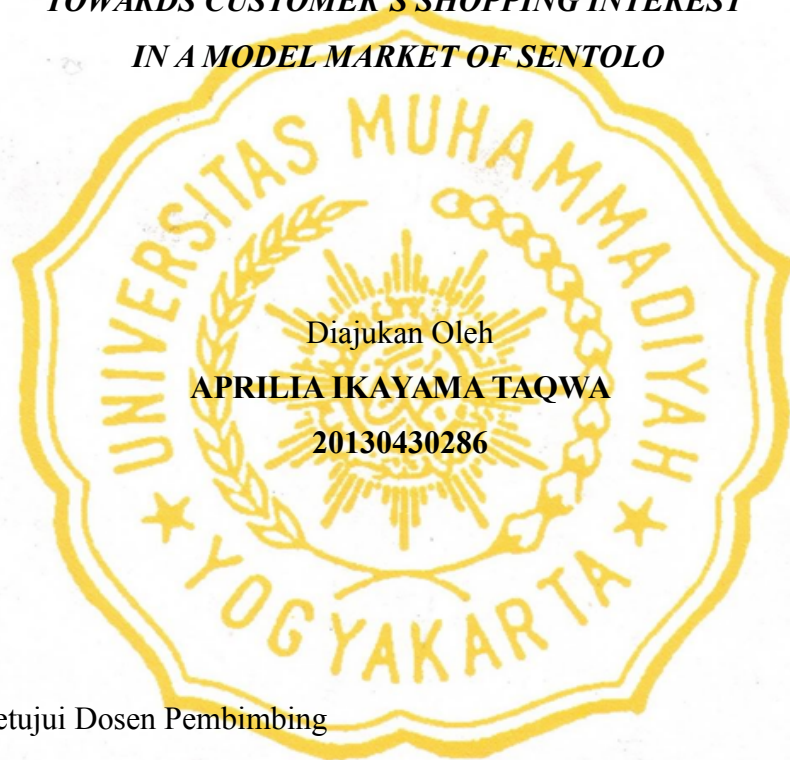 TOWARDS CUSTOMER'S SHOPPING INTEREST
IN A MODEL MARKET OF SENTOLO
UNIVERSITAS MUHAMMADIYAH
YOGYAKARTA
Diajukan Oleh
APRILIA IKAYAMA TAQWA
20130430286
etujui Dosen Pembimbing